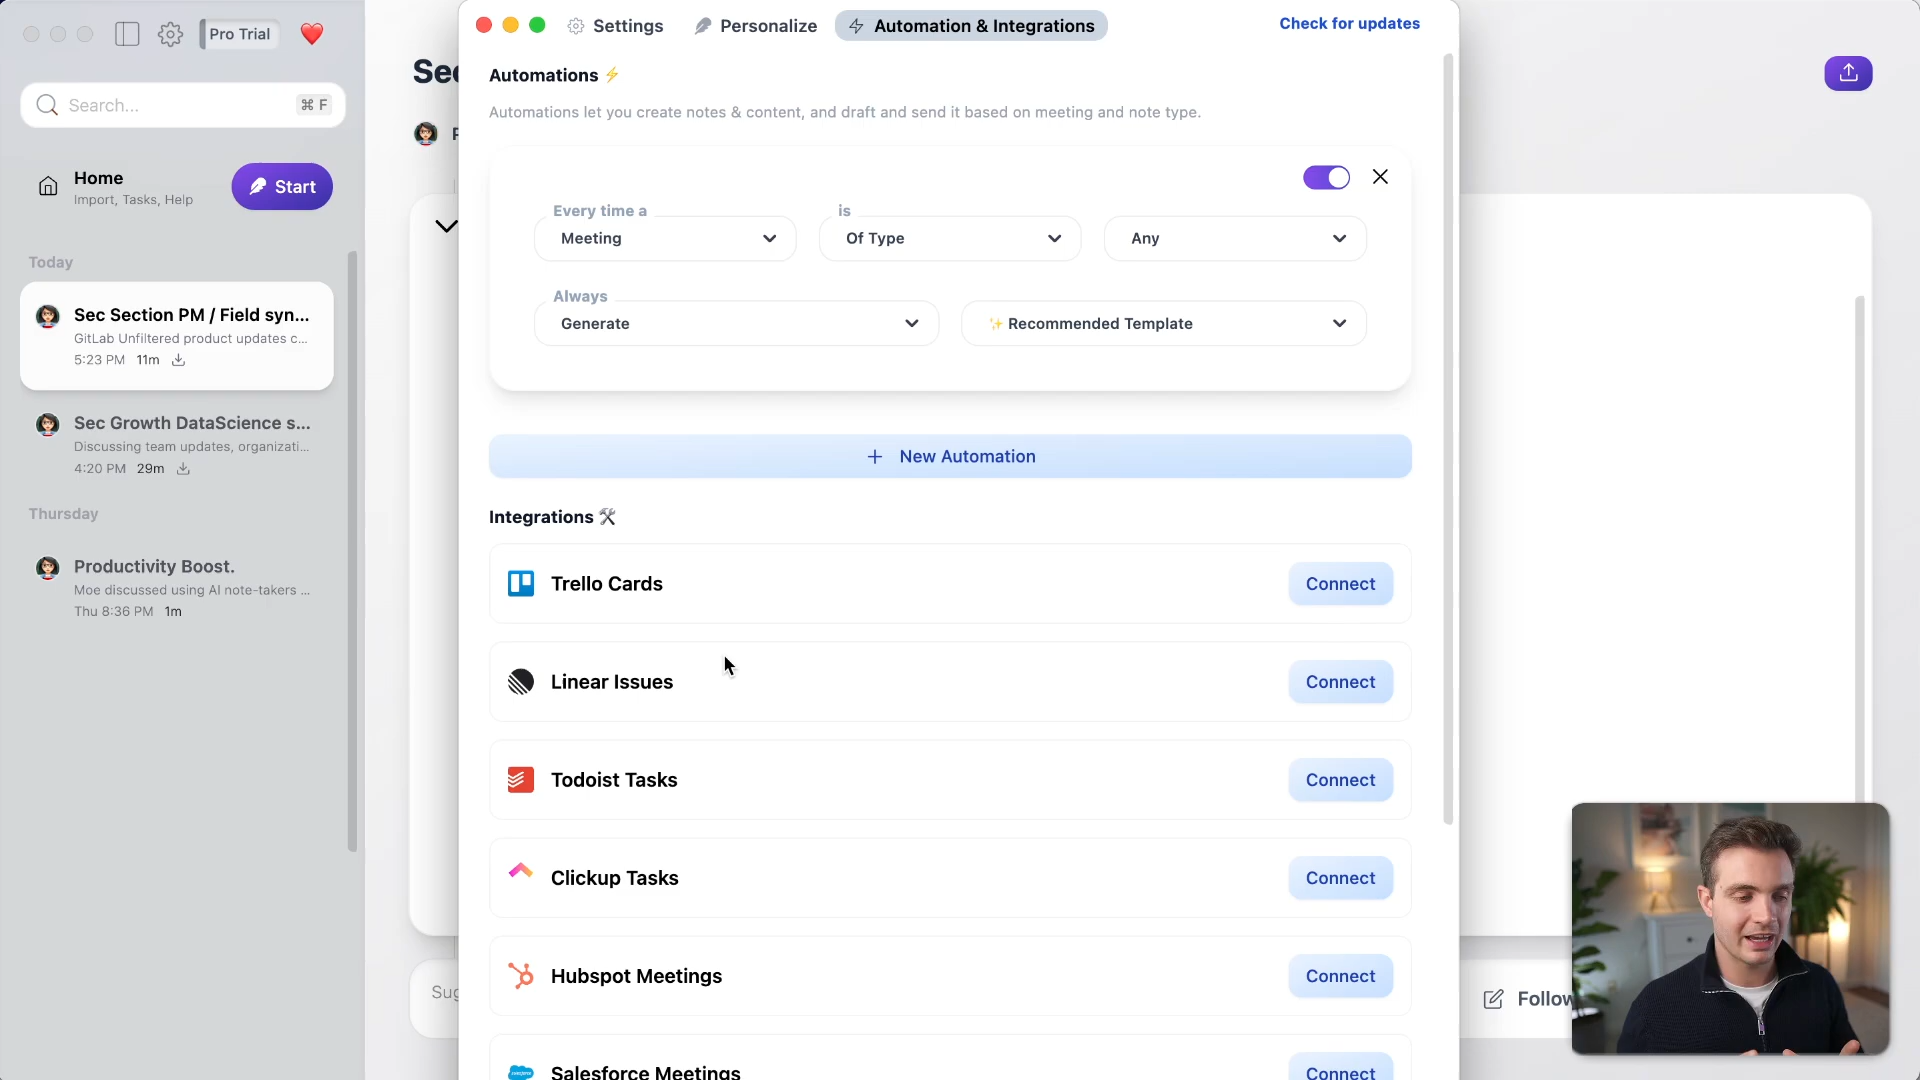 Pro Trial
Search...
⌘ F
Home
Import, Tasks, Help
Start
Today
Sec Section PM / Field syn...
GitLab Unfiltered product updates c...
5:23 PM 11m
Sec Growth DataScience s...
Discussing team updates, organizati...
4:20 PM 29m
Thursday
Productivity Boost.
Moe discussed using AI note-takers ...
Thu 8:36 PM 1m
Settings
Personalize
Automation & Integrations
Check for updates
Automations
Automations let you create notes & content, and draft and send it based on meeting and note type.
Every time a
Meeting
is
Of Type
Any
Always
Generate
Recommended Template
+ New Automation
Integrations
Trello Cards
Connect
Linear Issues
Connect
Todoist Tasks
Connect
Clickup Tasks
Connect
Hubspot Meetings
Connect
Salesforce Meetings
Connect
Sec
Sug
Follow